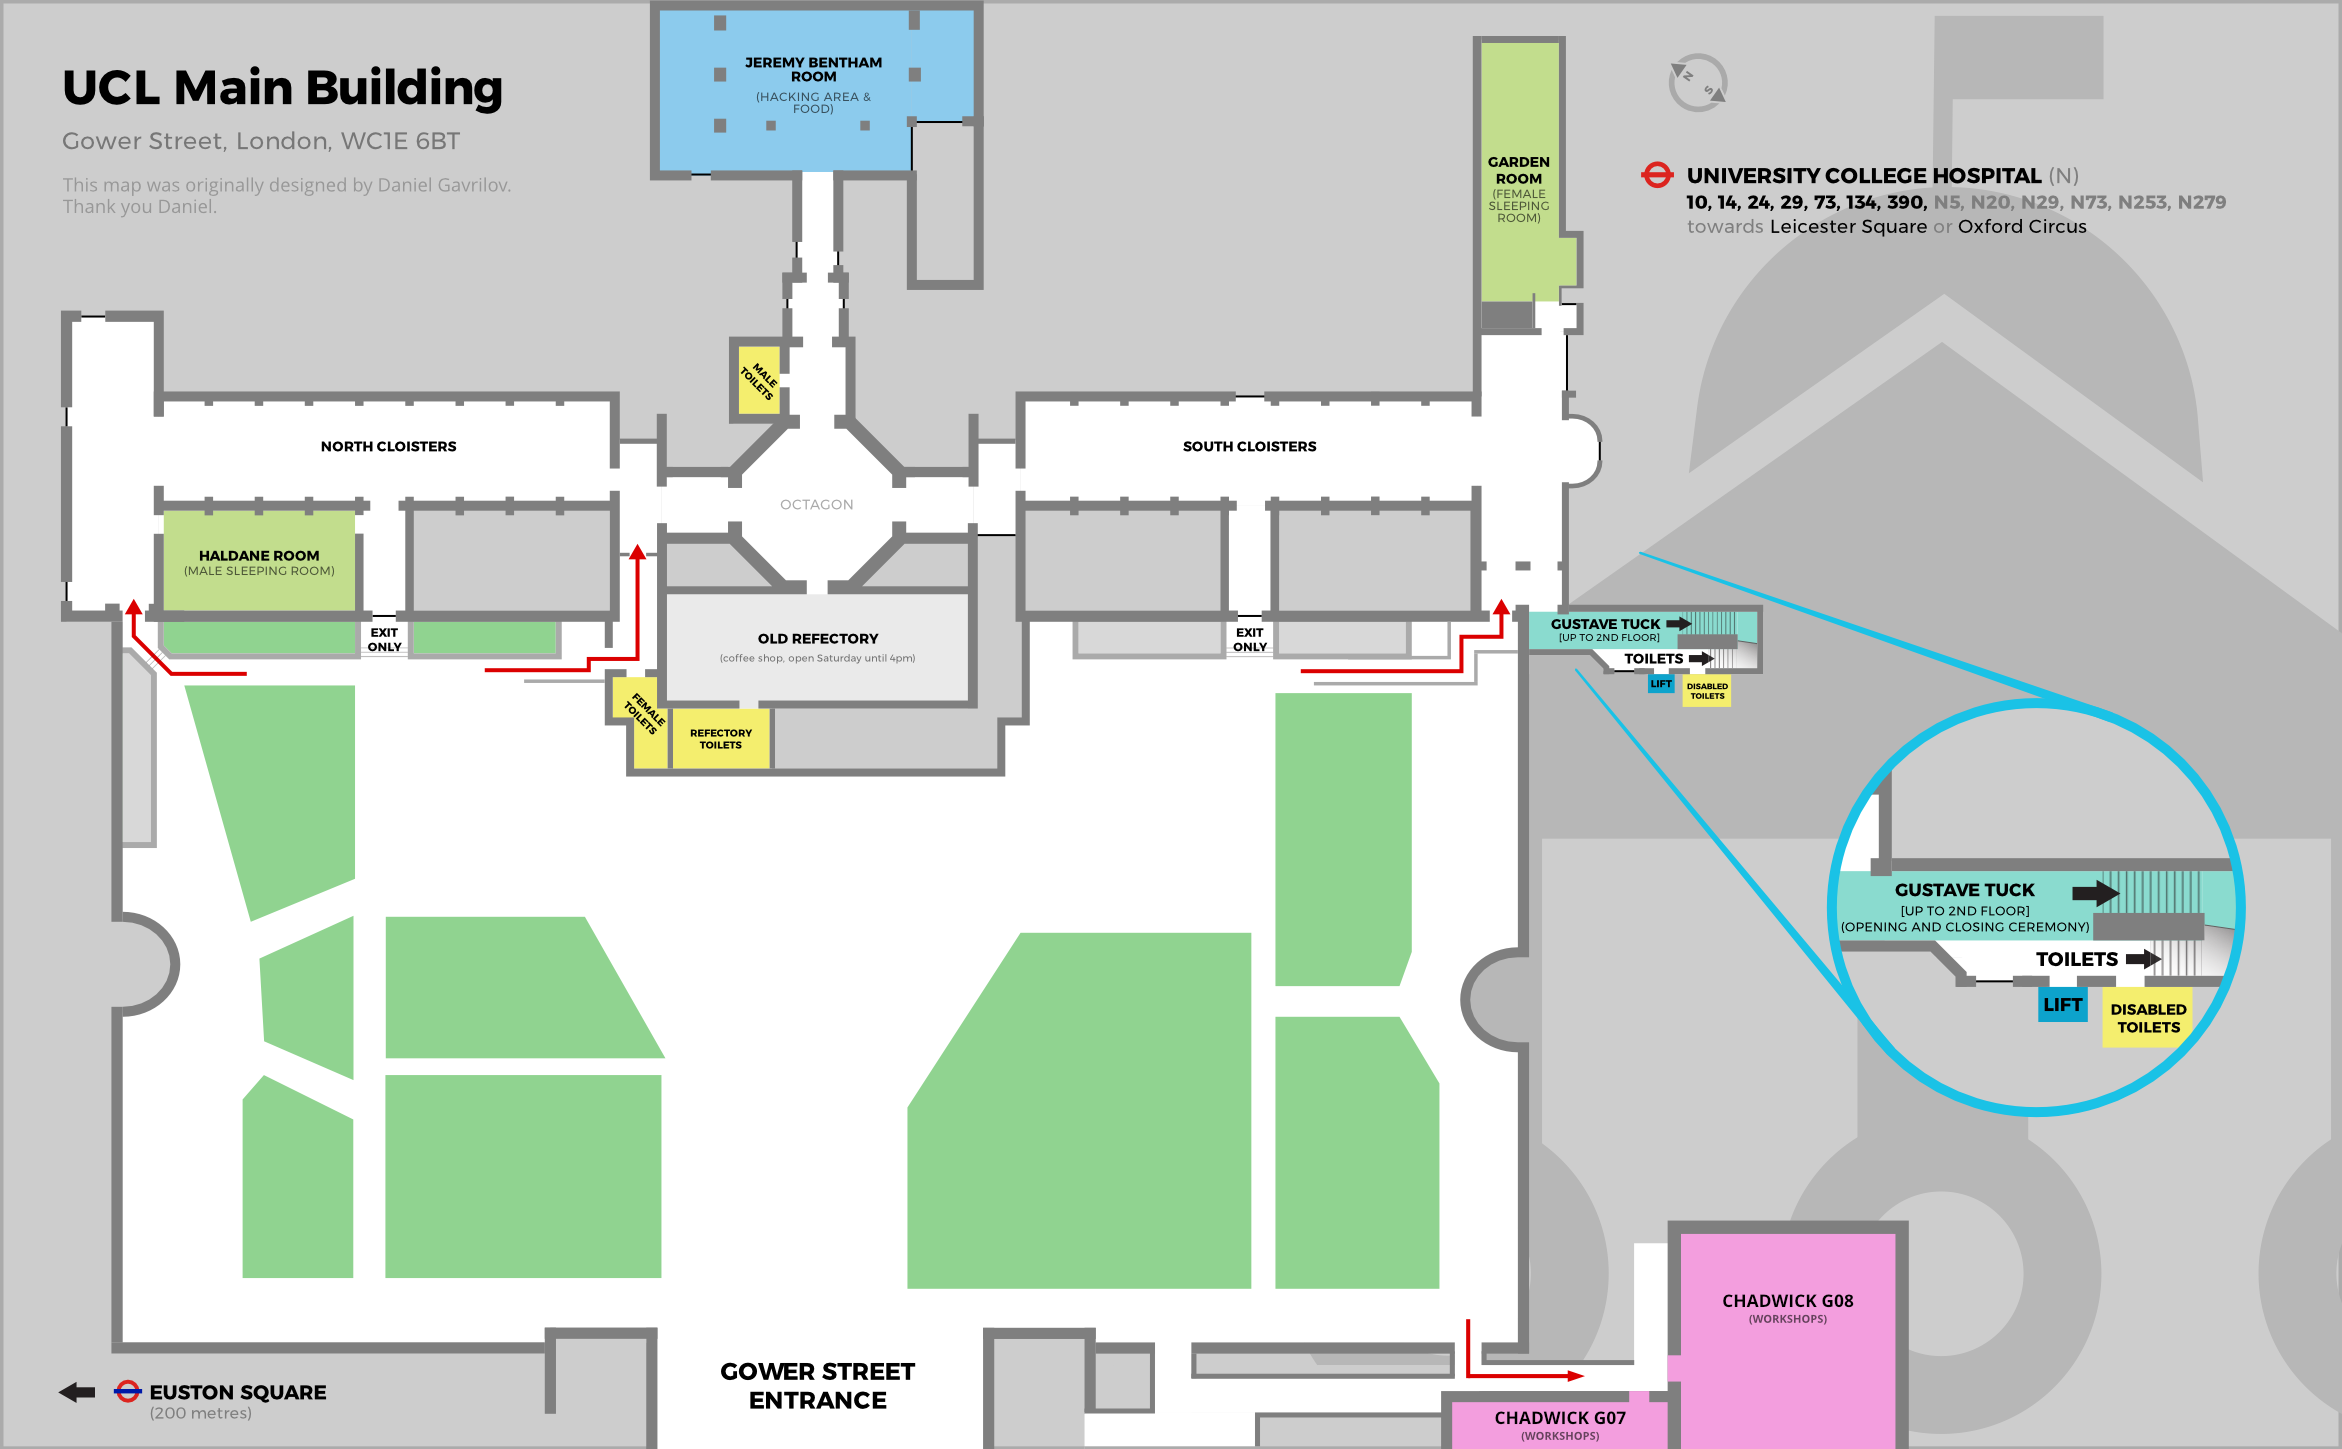 UCL Main Building
Gower Street, London, WC1E 6BT
This map was originally designed by Daniel Gavrilov.
Thank you Daniel.
JEREMY BENTHAM
ROOM
(HACKING AREA &
FOOD)
GARDEN
ROOM
(FEMALE
SLEEPING
ROOM)
N
S
UNIVERSITY COLLEGE HOSPITAL (N)
10, 14, 24, 29, 73, 134, 390, N5, N20, N29, N73, N253, N279
towards Leicester Square or Oxford Circus
MALE
TOILETS
NORTH CLOISTERS
SOUTH CLOISTERS
OCTAGON
HALDANE ROOM
(MALE SLEEPING ROOM)
EXIT
ONLY
OLD REFECTORY
(coffee shop, open Saturday until 4pm)
EXIT
ONLY
GUSTAVE TUCK
[UP TO 2ND FLOOR]
TOILETS
LIFT
DISABLED
TOILETS
FEMALE
TOILETS
REFECTORY
TOILETS
GUSTAVE TUCK
[UP TO 2ND FLOOR]
(OPENING AND CLOSING CEREMONY)
TOILETS
LIFT
DISABLED
TOILETS
CHADWICK G08
(WORKSHOPS)
GOWER STREET
ENTRANCE
EUSTON SQUARE
(200 metres)
CHADWICK G07
(WORKSHOPS)